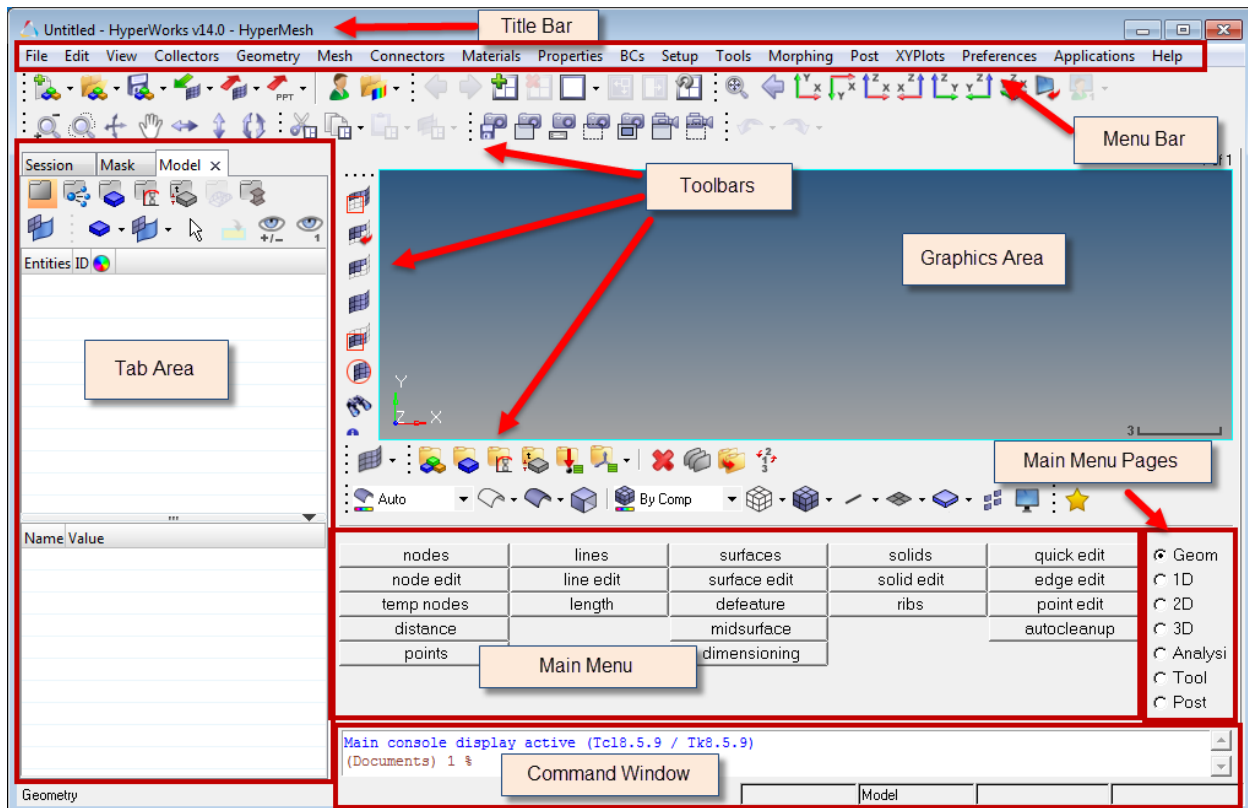 Untitled - HyperWorks v14.0 - HyperMesh
Title Bar
File Edit View Collectors Geometry Mesh Connectors Materials Properties BCs Setup Tools Morphing Post XYPlots Preferences Applications Help
PPT
Menu Bar
Session Mask Model
of 1
Toolbars
+/- 1
Entities ID
Graphics Area
Tab Area
Y
Z X
3
Main Menu Pages
Auto By Comp
Name Value
nodes lines surfaces solids quick edit Geom
node edit line edit surface edit solid edit edge edit 1D
temp nodes length defeature ribs point edit 2D
distance midsurface autocleanup 3D
points dimensioning Analysi
Main Menu
Tool
Post
Main console display active (Tcl8.5.9 / Tk8.5.9)
(Documents) 1 %
Command Window
Geometry Model